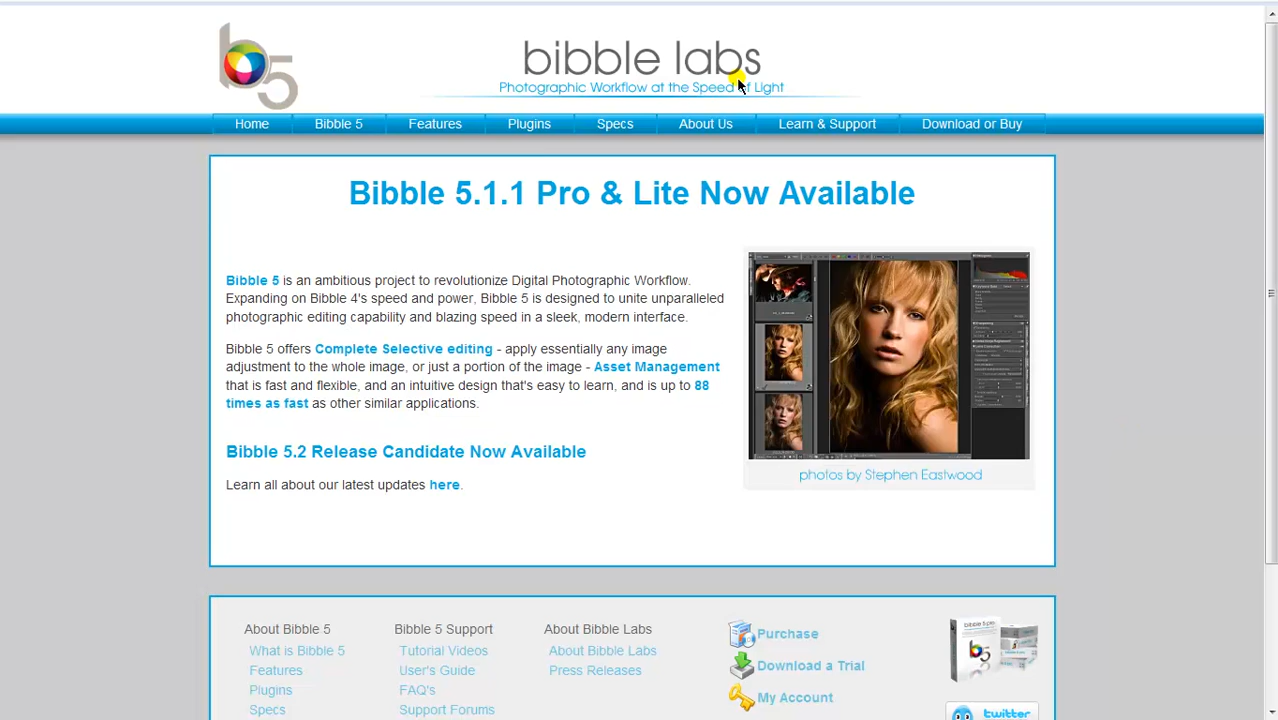 b5
bibble labs
Photographic Workflow at the Speed of Light
Home Bibble 5 Features Plugins Specs About Us Learn & Support Download or Buy
Bibble 5.1.1 Pro & Lite Now Available
Bibble 5 is an ambitious project to revolutionize Digital Photographic Workflow.
Expanding on Bibble 4's speed and power, Bibble 5 is designed to unite unparalleled
photographic editing capability and blazing speed in a sleek, modern interface.
Bibble Complete Selective editing - apply virtually any image
adjustment to the whole image, or just a portion of the image - Asset Management
that is fast and flexible, and an intuitive design that's easy to learn, and is up to 88
times as fast as other similar applications.
photos by Stephen Eastwood
Bibble 5.2 Release Candidate Now Available
Learn all about our latest updates here.
About Bibble 5
What is Bibble 5
Features
Plugins
Specs
Bibble 5 Support
Tutorial Videos
User's Guide
FAQ's
Support Forums
About Bibble Labs
About Bibble Labs
Press Releases
Purchase
Download a Trial
My Account
twitter